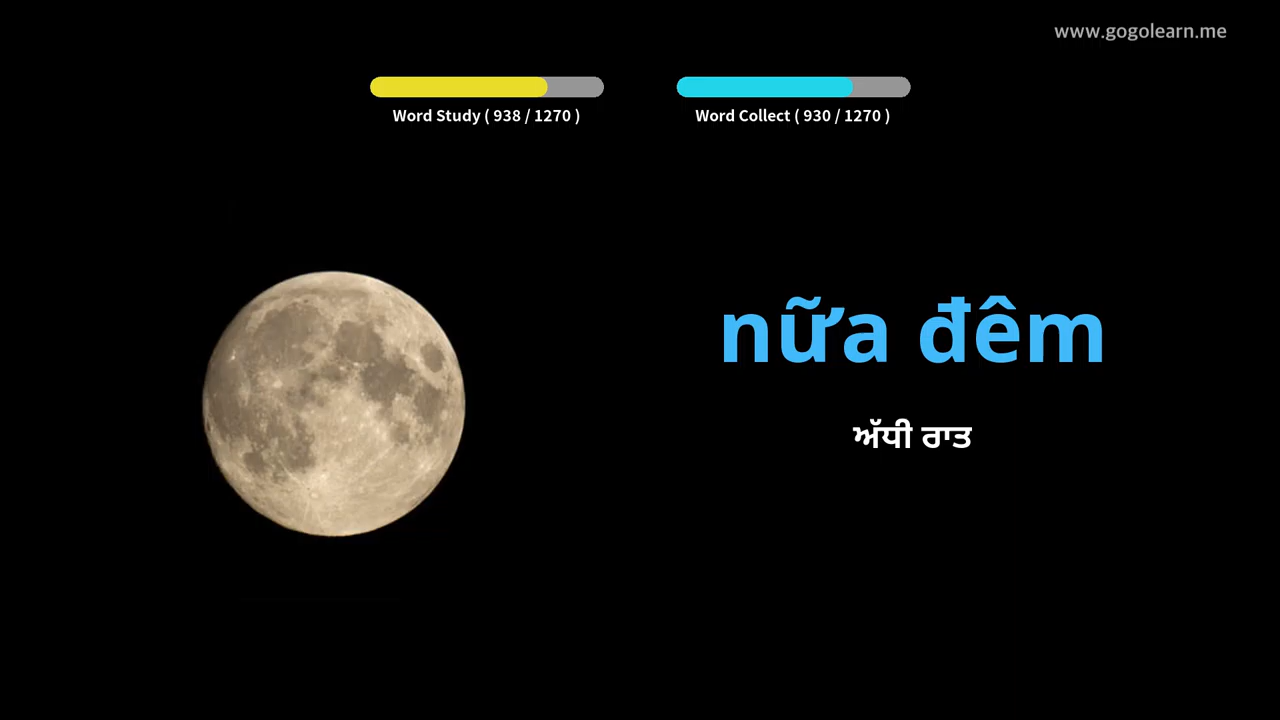 www.gogolearn.me
Word Study ( 938 / 1270 )
Word Collect ( 930 / 1270 )
nữa đêm
ਅੱਧੀ ਰਾਤ